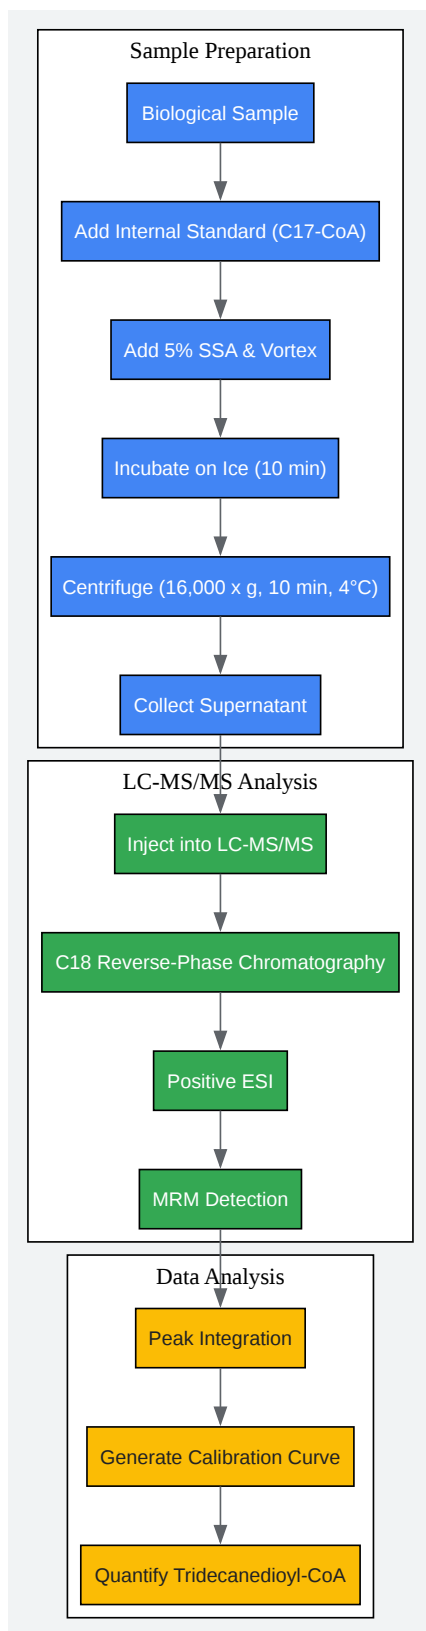 Sample Preparation
Biological Sample
Add Internal Standard (C17-CoA)
Add 5% SSA & Vortex
Incubate on Ice (10 min)
Centrifuge (16,000 x g, 10 min, 4°C)
Collect Supernatant
LC-MS/MS Analysis
Inject into LC-MS/MS
C18 Reverse-Phase Chromatography
Positive ESI
MRM Detection
Data Analysis
Peak Integration
Generate Calibration Curve
Quantify Tridecanedioyl-CoA